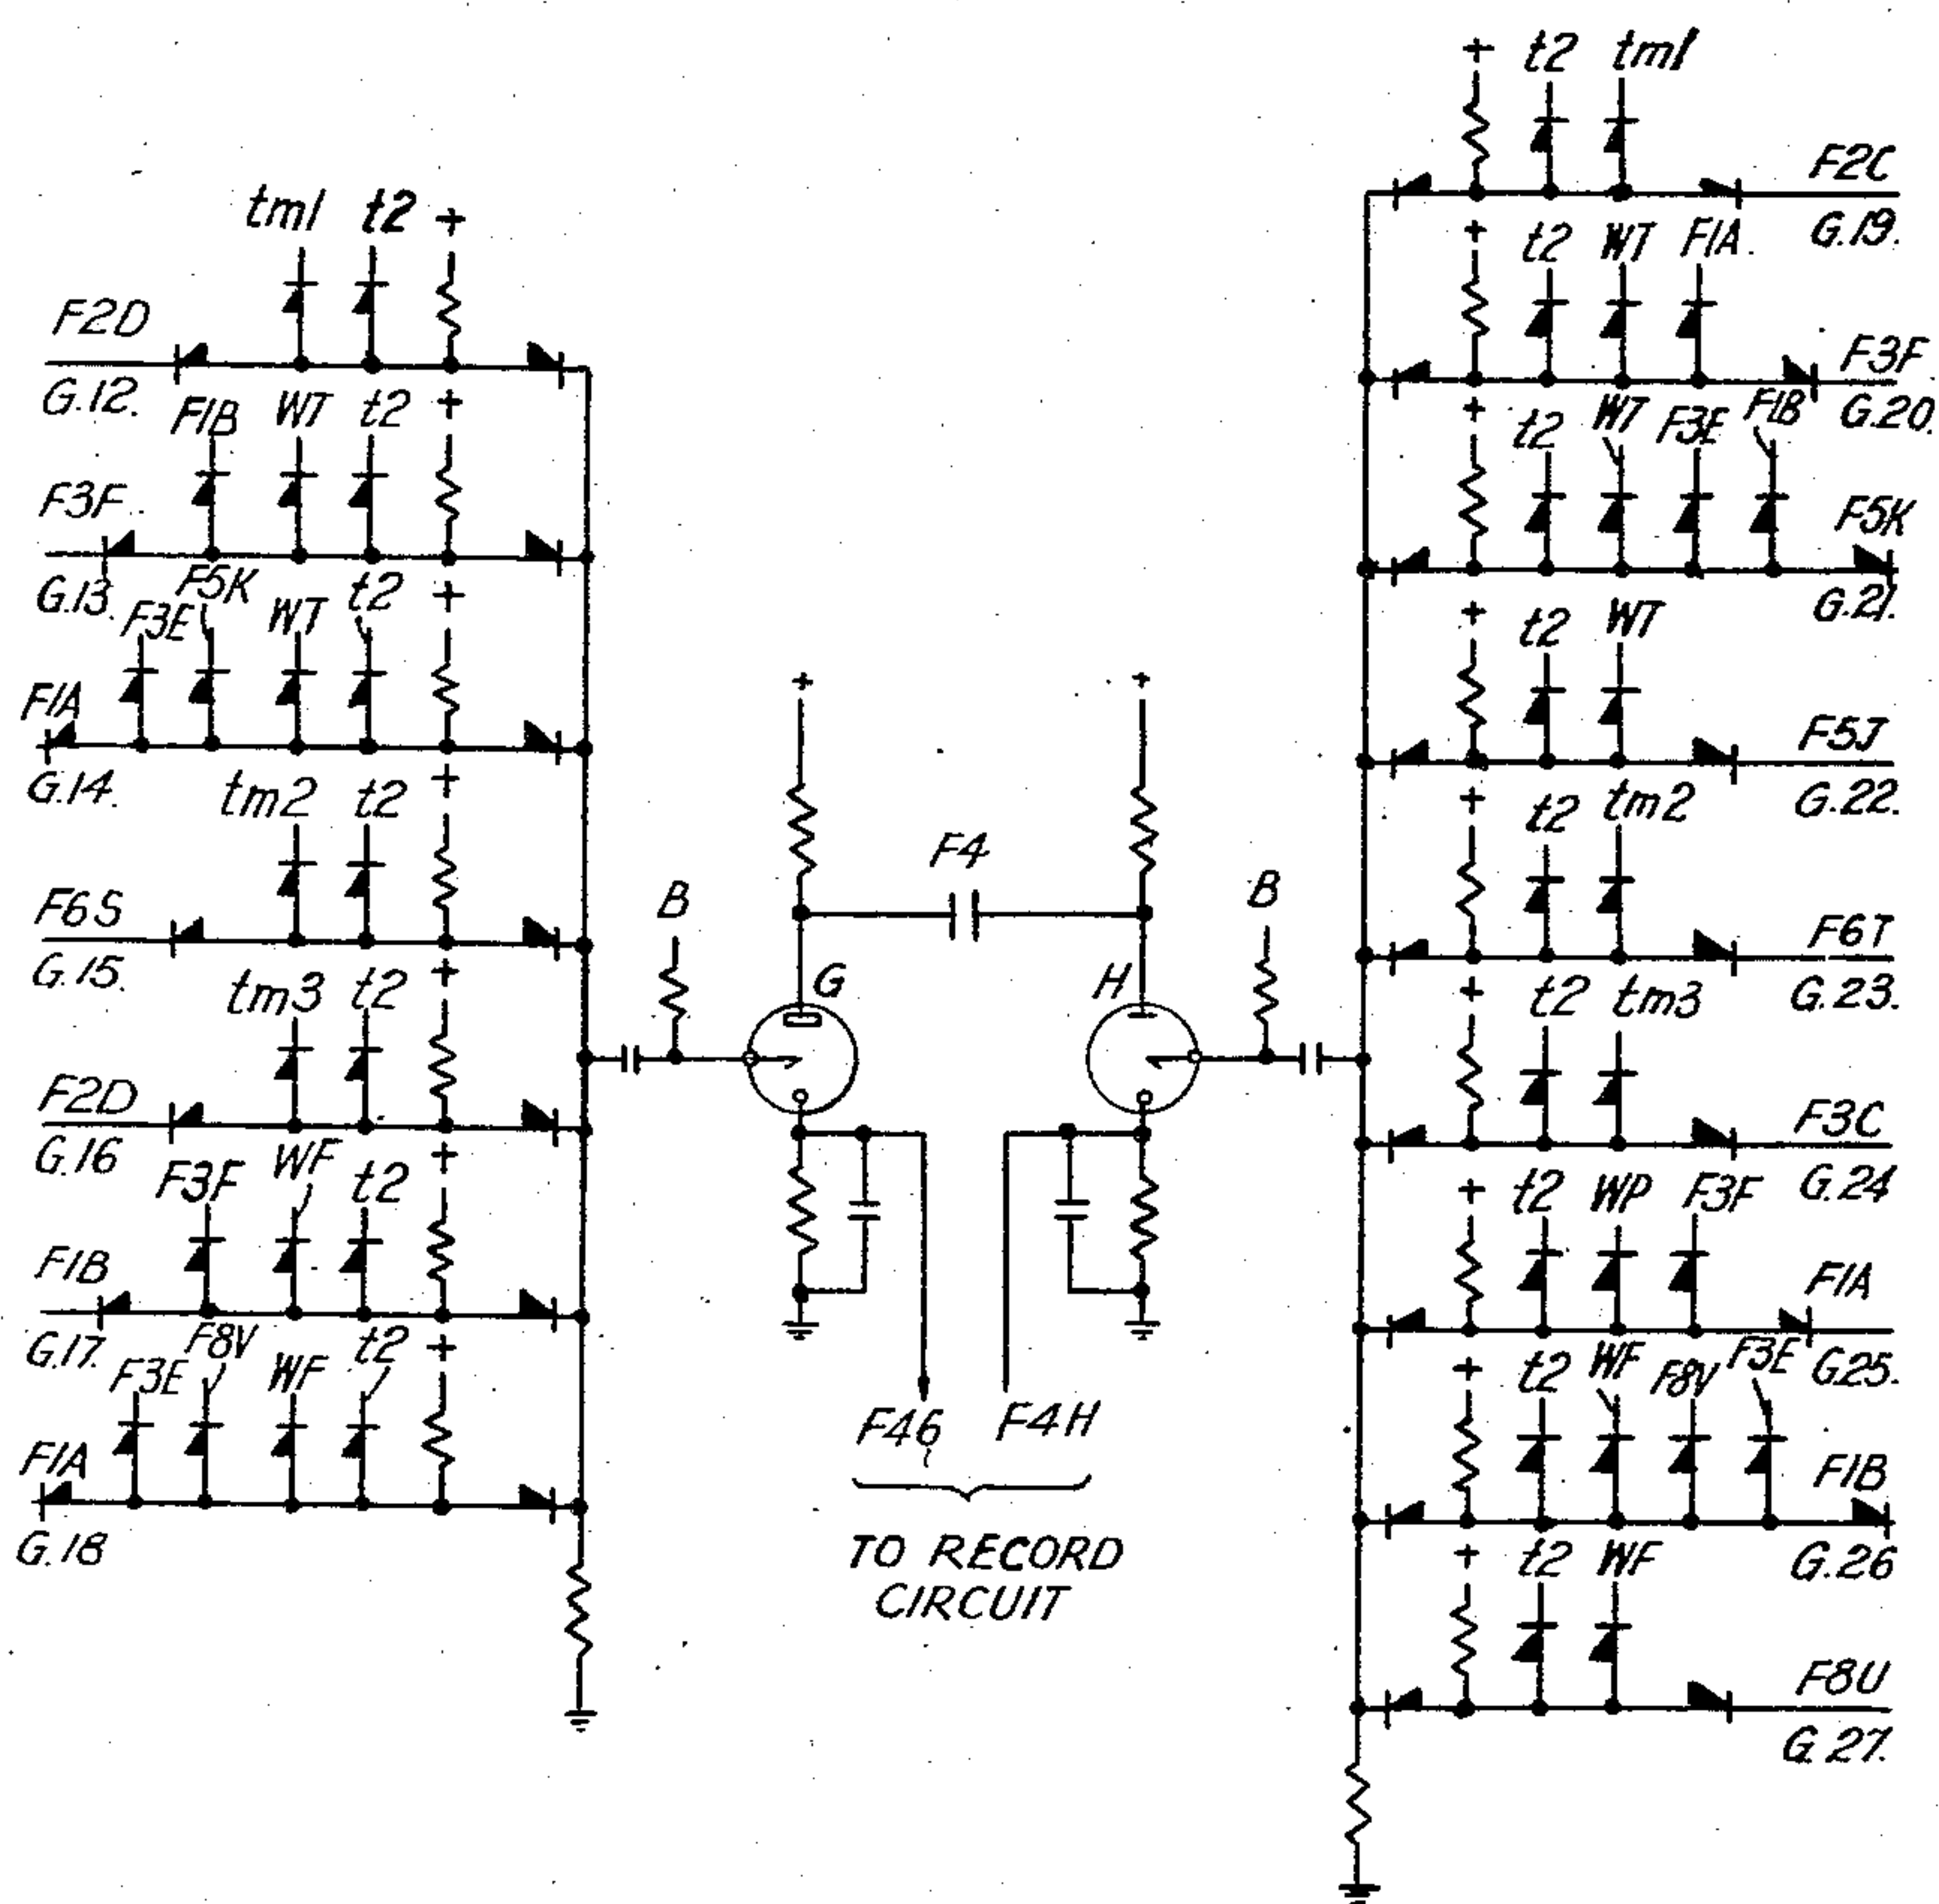 tm1 t2 +
F2D
G.12.
F1B WT t2 +
F3F
G.13.
F3E F5K WT t2 +
F1A
G.14.
tm2 t2 +
F6S
G.15.
tm3 t2 +
F2D
G.16
F3F WF t2 +
F1B
G.17.
F3E F8V WF t2 +
F1A
G.18
+ +
F4
B B
G H
F46 F4H
TO RECORD
CIRCUIT
+ t2 tm1
F2C
G.19.
+ t2 WT F1A.
F3F
G.20.
+ t2 WT F3E F1B
F5K
G.21.
+ t2 WT
F5J
G.22.
+ t2 tm2
F6T
G.23.
+ t2 tm3
F3C
G.24
+ t2 WP F3F
F1A
G.25.
+ t2 WF F8V F3E
F1B
G.26
+ t2 WF
F8U
G.27.